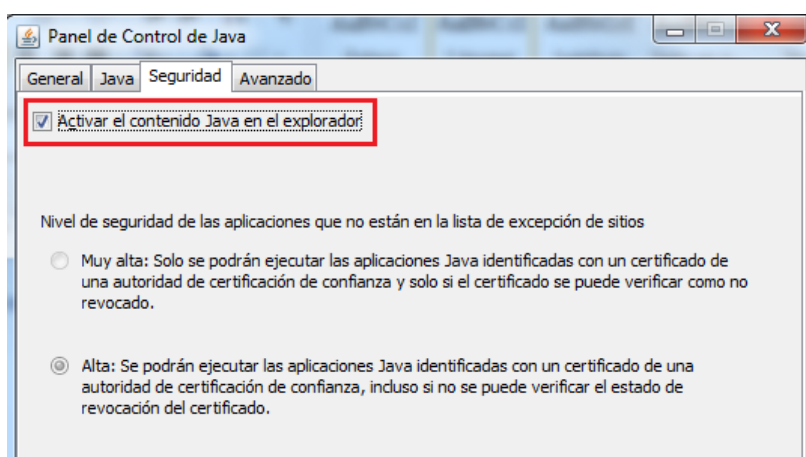 Panel de Control de Java
General Java Seguridad Avanzado
Activar el contenido Java en el explorador
Nivel de seguridad de las aplicaciones que no están en la lista de excepción de sitios
Muy alta: Solo se podrán ejecutar las aplicaciones Java identificadas con un certificado de
una autoridad de certificación de confianza y solo si el certificado se puede verificar como no
revocado.
Alta: Se podrán ejecutar las aplicaciones Java identificadas con un certificado de una
autoridad de certificación de confianza, incluso si no se puede verificar el estado de
revocación del certificado.